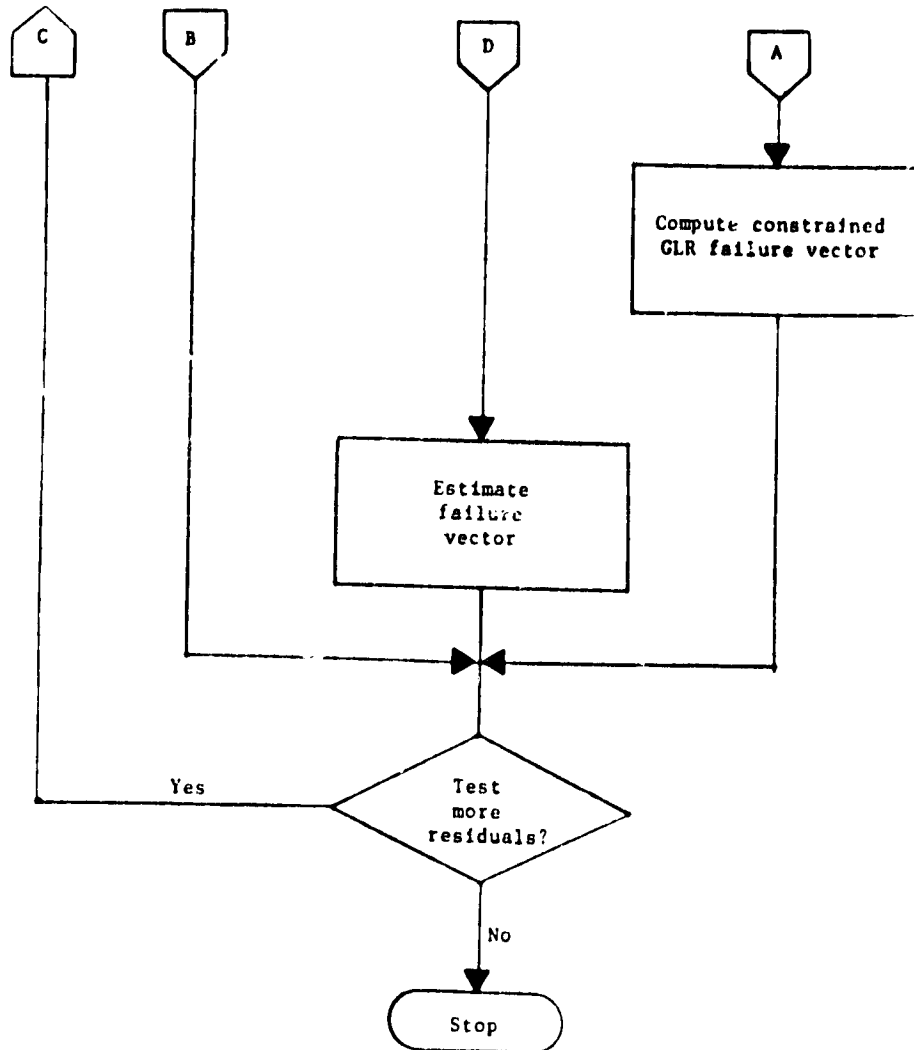 C
B
D
A
Compute constrained
GLR failure vector
Estimate
failure
vector
Yes
Test
more
residuals?
No
Stop